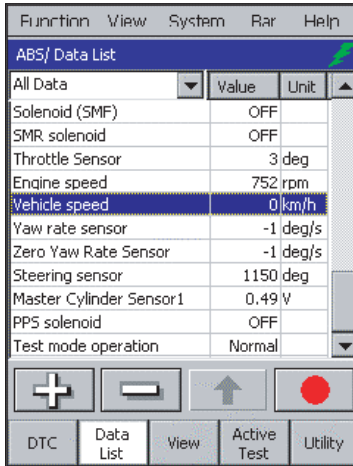 Function View System Bar Help
ABS/ Data List
All Data Value Unit
Solenoid (SMF) OFF
SMR solenoid OFF
Throttle Sensor 3 deg
Engine speed 752 rpm
Vehicle speed 0 km/h
Yaw rate sensor -1 deg/s
Zero Yaw Rate Sensor -1 deg/s
Steering sensor 1150 deg
Master Cylinder Sensor1 0.49 V
PPS solenoid OFF
Test mode operation Normal
DTC Data List View Active Test Utility